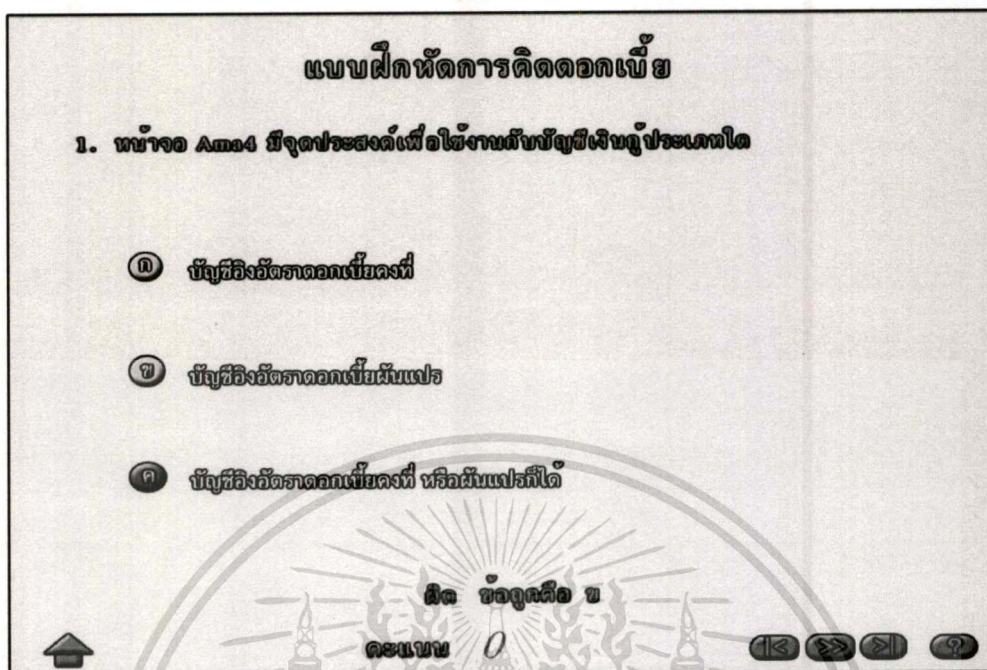 แบบฝึกหัดการคิดดอกเบี้ย
1. หน้าจอ Ama4 มีจุดประสงค์เพื่อใช้งานกับบัญชีเงินกู้ประเภทใด
ก บัญชีอิงอัตราดอกเบี้ยคงที่
ข บัญชีอิงอัตราดอกเบี้ยผันแปร
ค บัญชีอิงอัตราดอกเบี้ยคงที่ หรือผันแปรก็ได้
ผิด ข้อถูกคือ ข
คะแนน 0